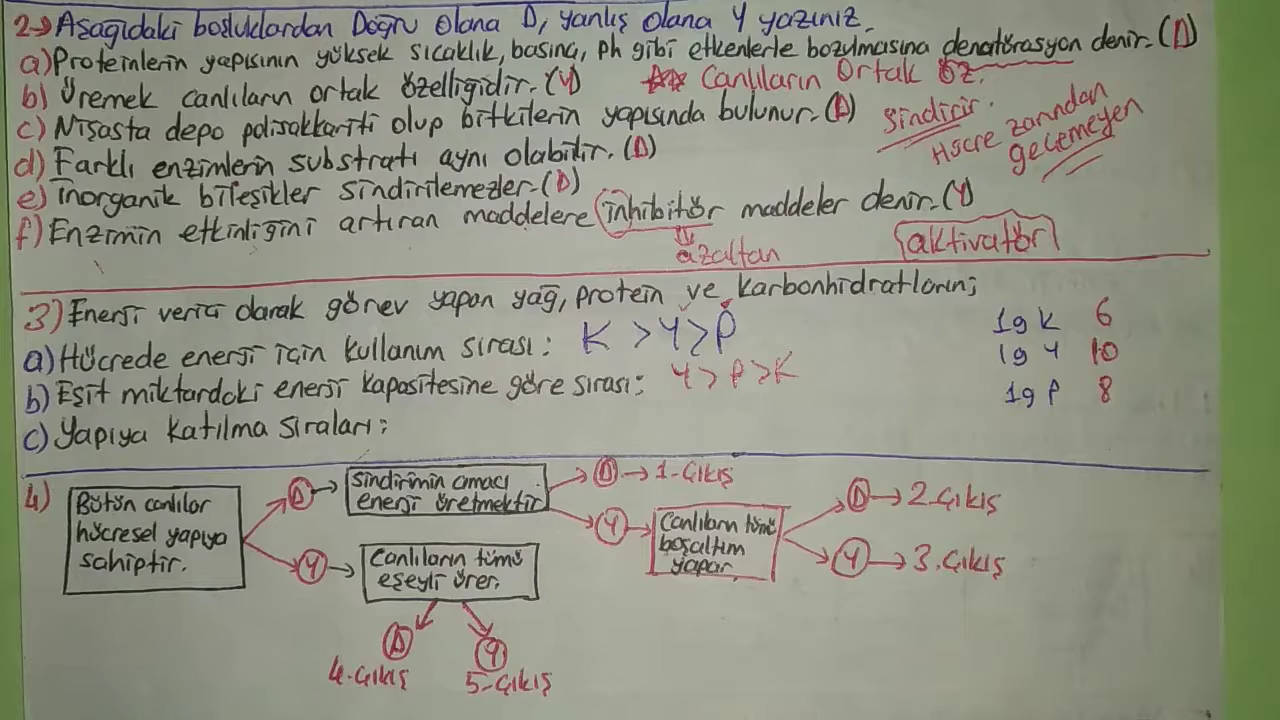 2-) Aşağıdaki boşluklardan Doğru olana D, yanlış olana Y yazınız.
a) Proteinlerin yapısının yüksek sıcaklık, basınç, Ph gibi etkenlerle bozulmasına denatürasyon denir. (D)
b) Üremek canlıların ortak özelliğidir. (Y) Canlıların Ortak öz.
c) Nişasta depo polisakkariti olup bitkilerin yapısında bulunur. (D) Sindirir.
Hücre zarından
geçemeyen
d) Farklı enzimlerin substratı aynı olabilir. (D)
e) İnorganik bileşikler sindirilemezler. (D)
f) Enzimin etkinliğini artıran maddelere inhibitör maddeler denir. (Y)
azaltan
aktivatör
3) Enerji verici olarak görev yapan yağ, protein ve karbonhidratların;
a) Hücrede enerji için kullanım sırası: K > Y > P
b) Eşit miktardaki enerji kapasitesine göre sırası: Y > P > K
c) Yapıya katılma sıraları:
1g K 6
1g Y 10
1g P 8
4) Bütün canlılar
hücresel yapıya
sahiptir.
D → Sindirimin amacı
enerji üretmektir
D → 1-Çıkış
Y → Canlıların tümü
boşaltım
yapar.
D → 2.Çıkış
Y → 3.Çıkış
Y → Canlıların tümü
eşeyli ürer.
D
4-Çıkış
Y
5-Çıkış